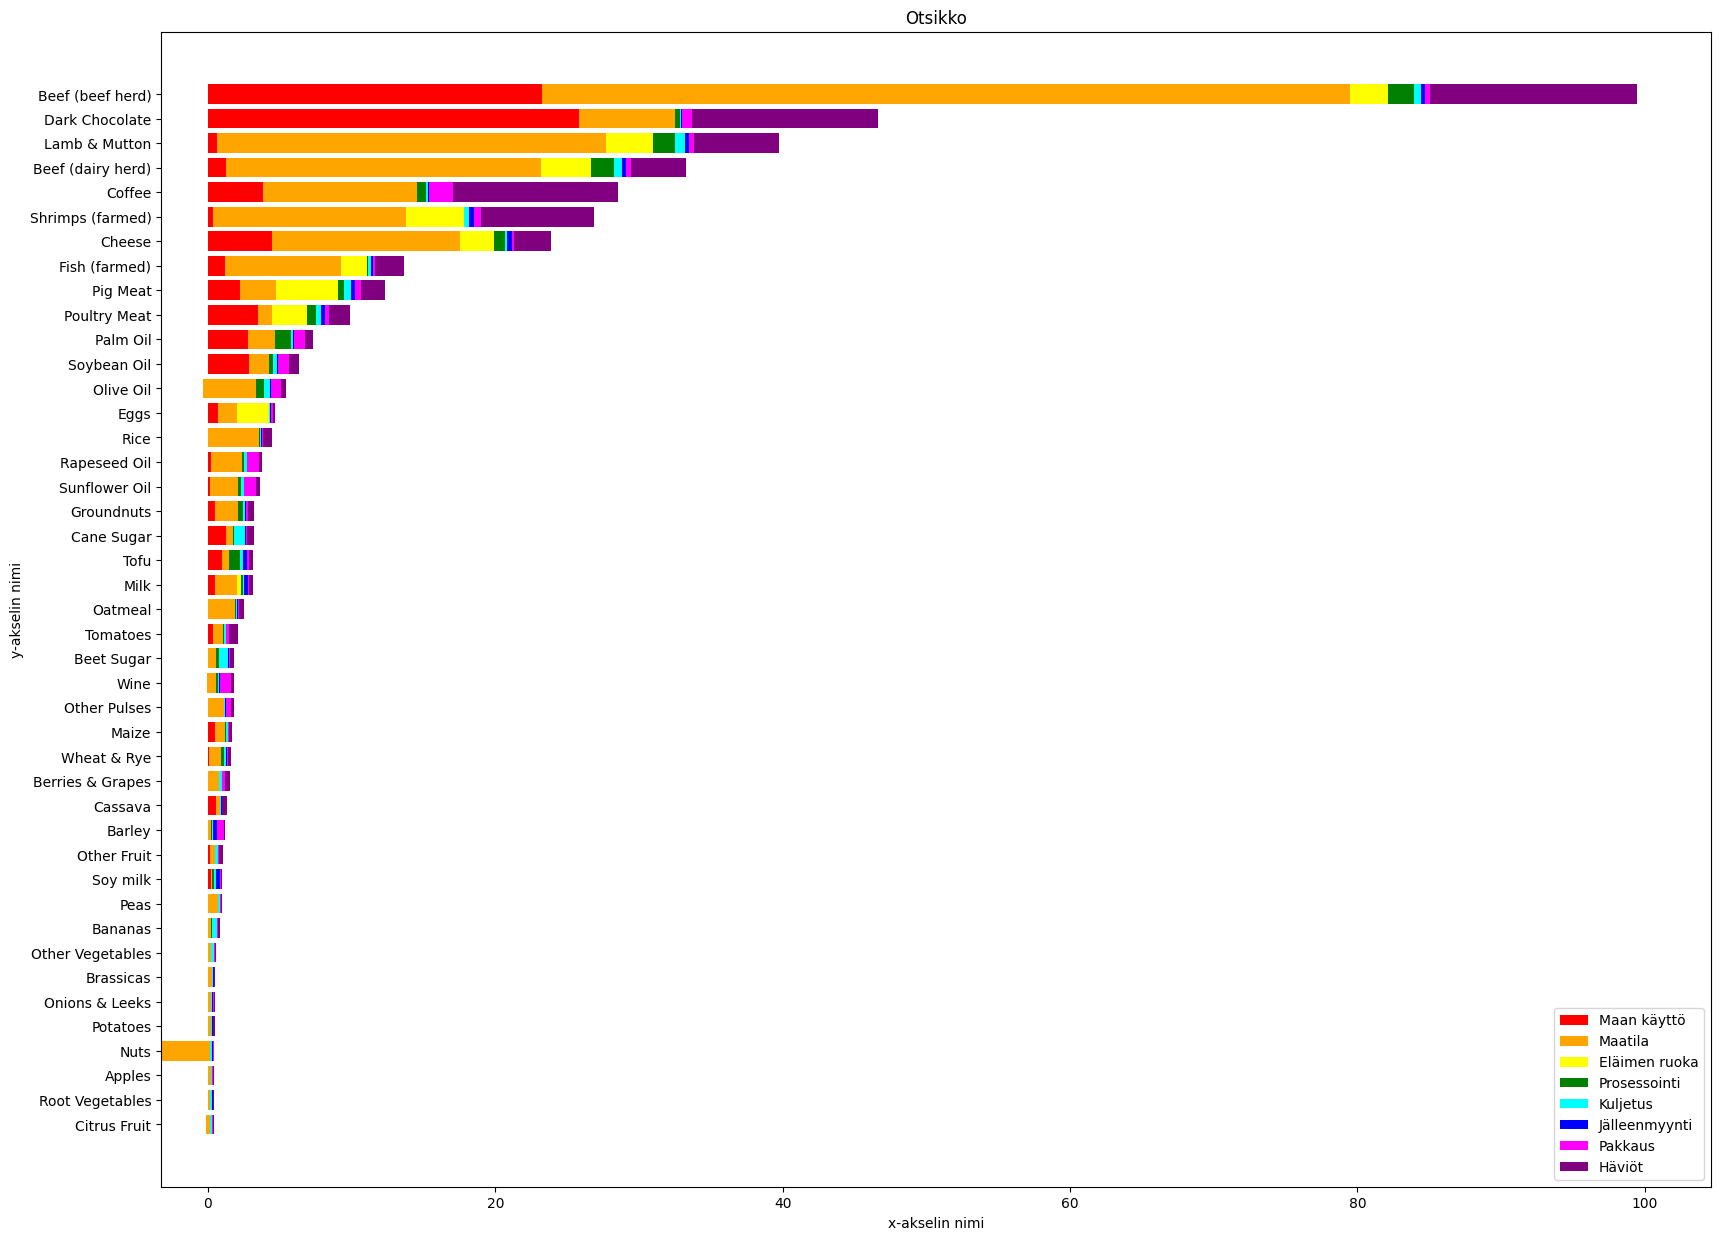 Otsikko
Beef (beef herd)
Dark Chocolate
Lamb & Mutton
Beef (dairy herd)
Coffee
Shrimps (farmed)
Cheese
Fish (farmed)
Pig Meat
Poultry Meat
Palm Oil
Soybean Oil
Olive Oil
Eggs
Rice
Rapeseed Oil
Sunflower Oil
Groundnuts
Cane Sugar
Tofu
Milk
Oatmeal
Tomatoes
Beet Sugar
Wine
Other Pulses
Maize
Wheat & Rye
Berries & Grapes
Cassava
Barley
Other Fruit
Soy milk
Peas
Bananas
Other Vegetables
Brassicas
Onions & Leeks
Potatoes
Nuts
Apples
Root Vegetables
Citrus Fruit
y-akselin nimi
0 20 40 60 80 100
x-akselin nimi
Maan käyttö
Maatila
Eläimen ruoka
Prosessointi
Kuljetus
Jälleenmyynti
Pakkaus
Häviöt